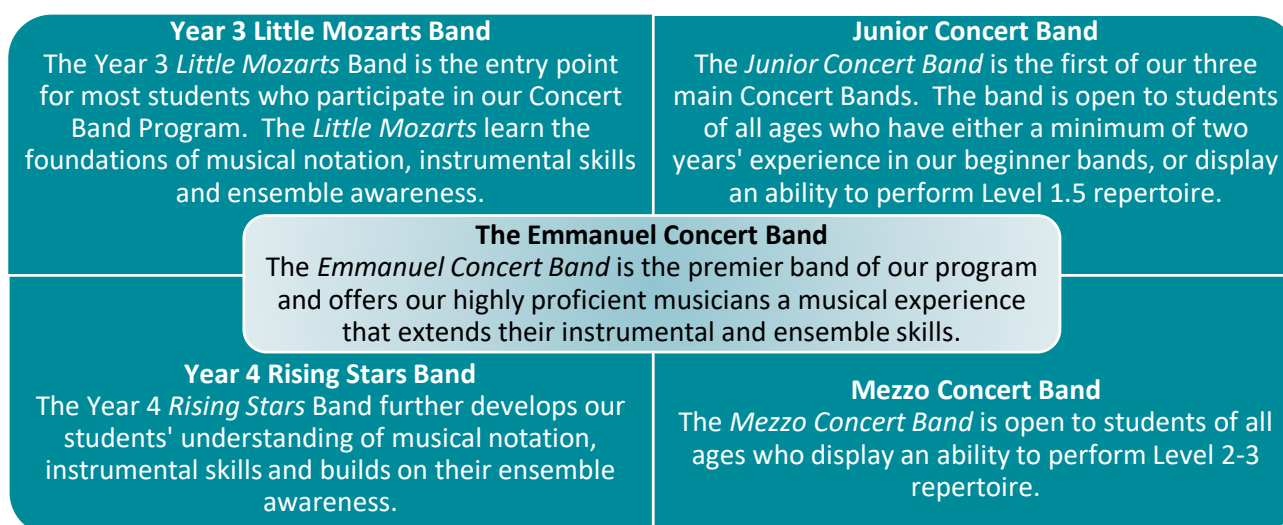 Year 3 Little Mozarts Band
The Year 3 Little Mozarts Band is the entry point
for most students who participate in our Concert
Band Program.  The Little Mozarts learn the
foundations of musical notation, instrumental skills
and ensemble awareness.
Junior Concert Band
The Junior Concert Band is the first of our three
main Concert Bands.  The band is open to students
of all ages who have either a minimum of two
years' experience in our beginner bands, or display
an ability to perform Level 1.5 repertoire.
The Emmanuel Concert Band
The Emmanuel Concert Band is the premier band of our program
and offers our highly proficient musicians a musical experience
that extends their instrumental and ensemble skills.
Year 4 Rising Stars Band
The Year 4 Rising Stars Band further develops our
students' understanding of musical notation,
instrumental skills and builds on their ensemble
awareness.
Mezzo Concert Band
The Mezzo Concert Band is open to students of all
ages who display an ability to perform Level 2-3
repertoire.